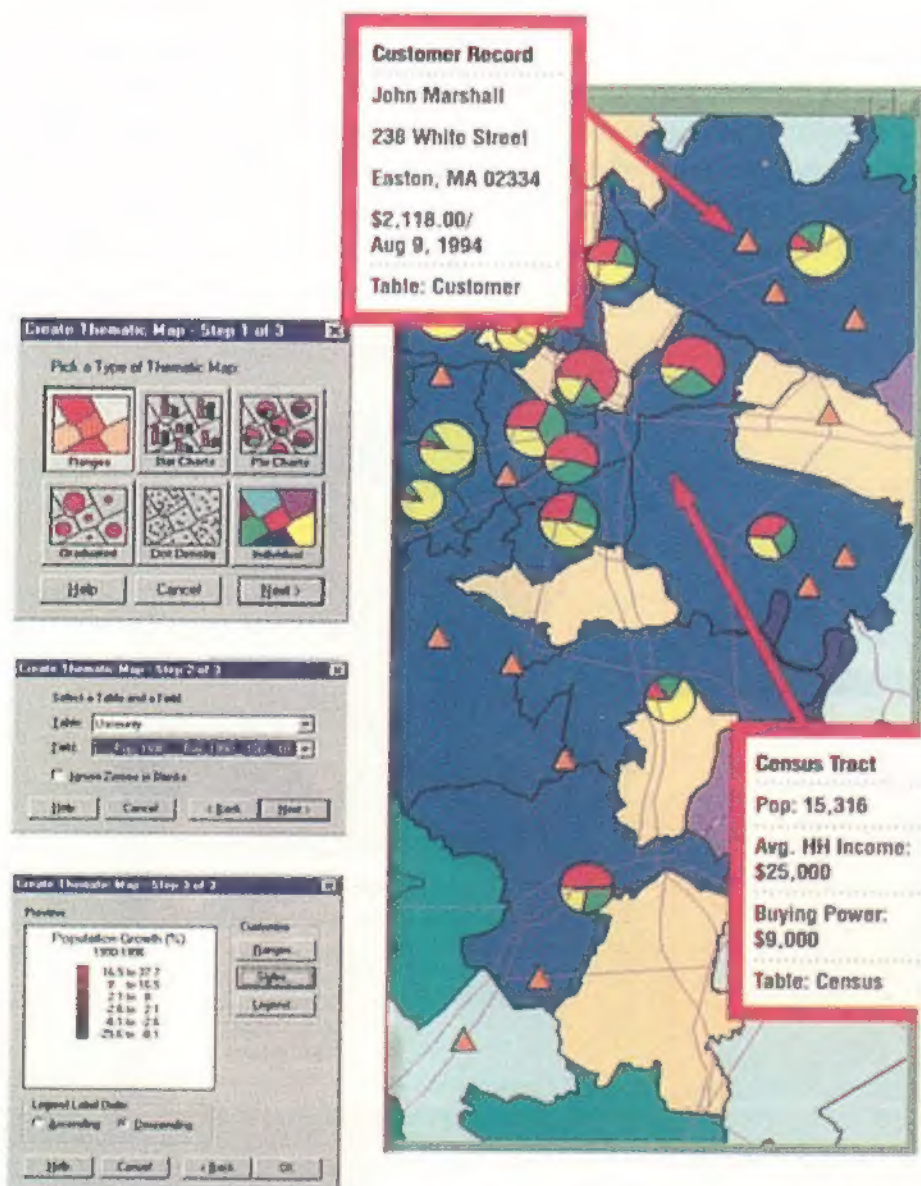 Customer Record
John Marshall
238 White Street
Easton, MA 02334
$2,118.00/
Aug 9, 1994
Table: Customer
Create Thematic Map - Step 1 of 3
Pick a Type of Thematic Map:
Ranges
Bar Charts
Pie Charts
Graduated
Dot Density
Individual
Help
Cancel
Next >
Create Thematic Map - Step 2 of 3
Select a Table and a Field
Table:
Field:
Ignore Zeroes or Blanks
Help
Cancel
< Back
Next >
Census Tract
Pop: 15,316
Avg. HH Income:
$25,000
Buying Power:
$9,000
Table: Census
Create Thematic Map - Step 3 of 3
Preview
Population Growth (%)
Customize
Ranges
Styles
Legend
Legend Label Order
Ascending
Descending
Help
Cancel
< Back
OK